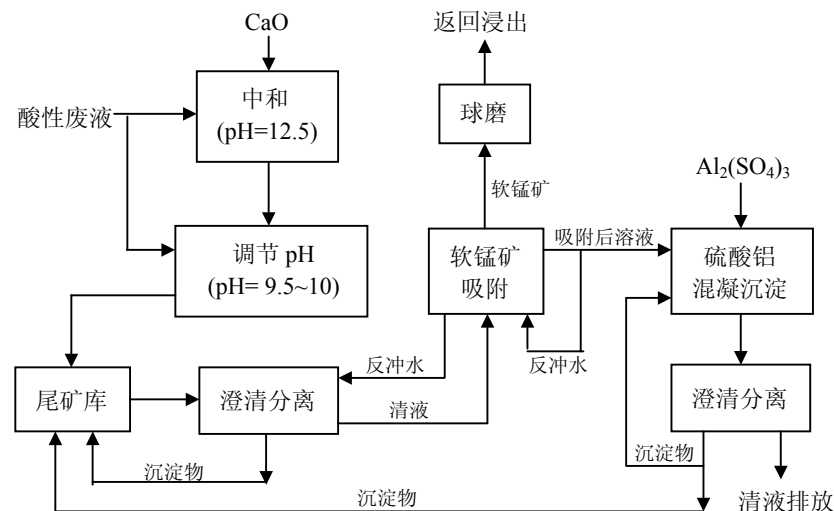 CaO
返回浸出
中和
(pH=12.5)
球磨
酸性废液
软锰矿
Al₂(SO₄)₃
调节 pH
(pH= 9.5~10)
软锰矿
吸附
吸附后溶液
硫酸铝
混凝沉淀
反冲水
反冲水
尾矿库
澄清分离
清液
澄清分离
沉淀物
沉淀物
沉淀物
清液排放